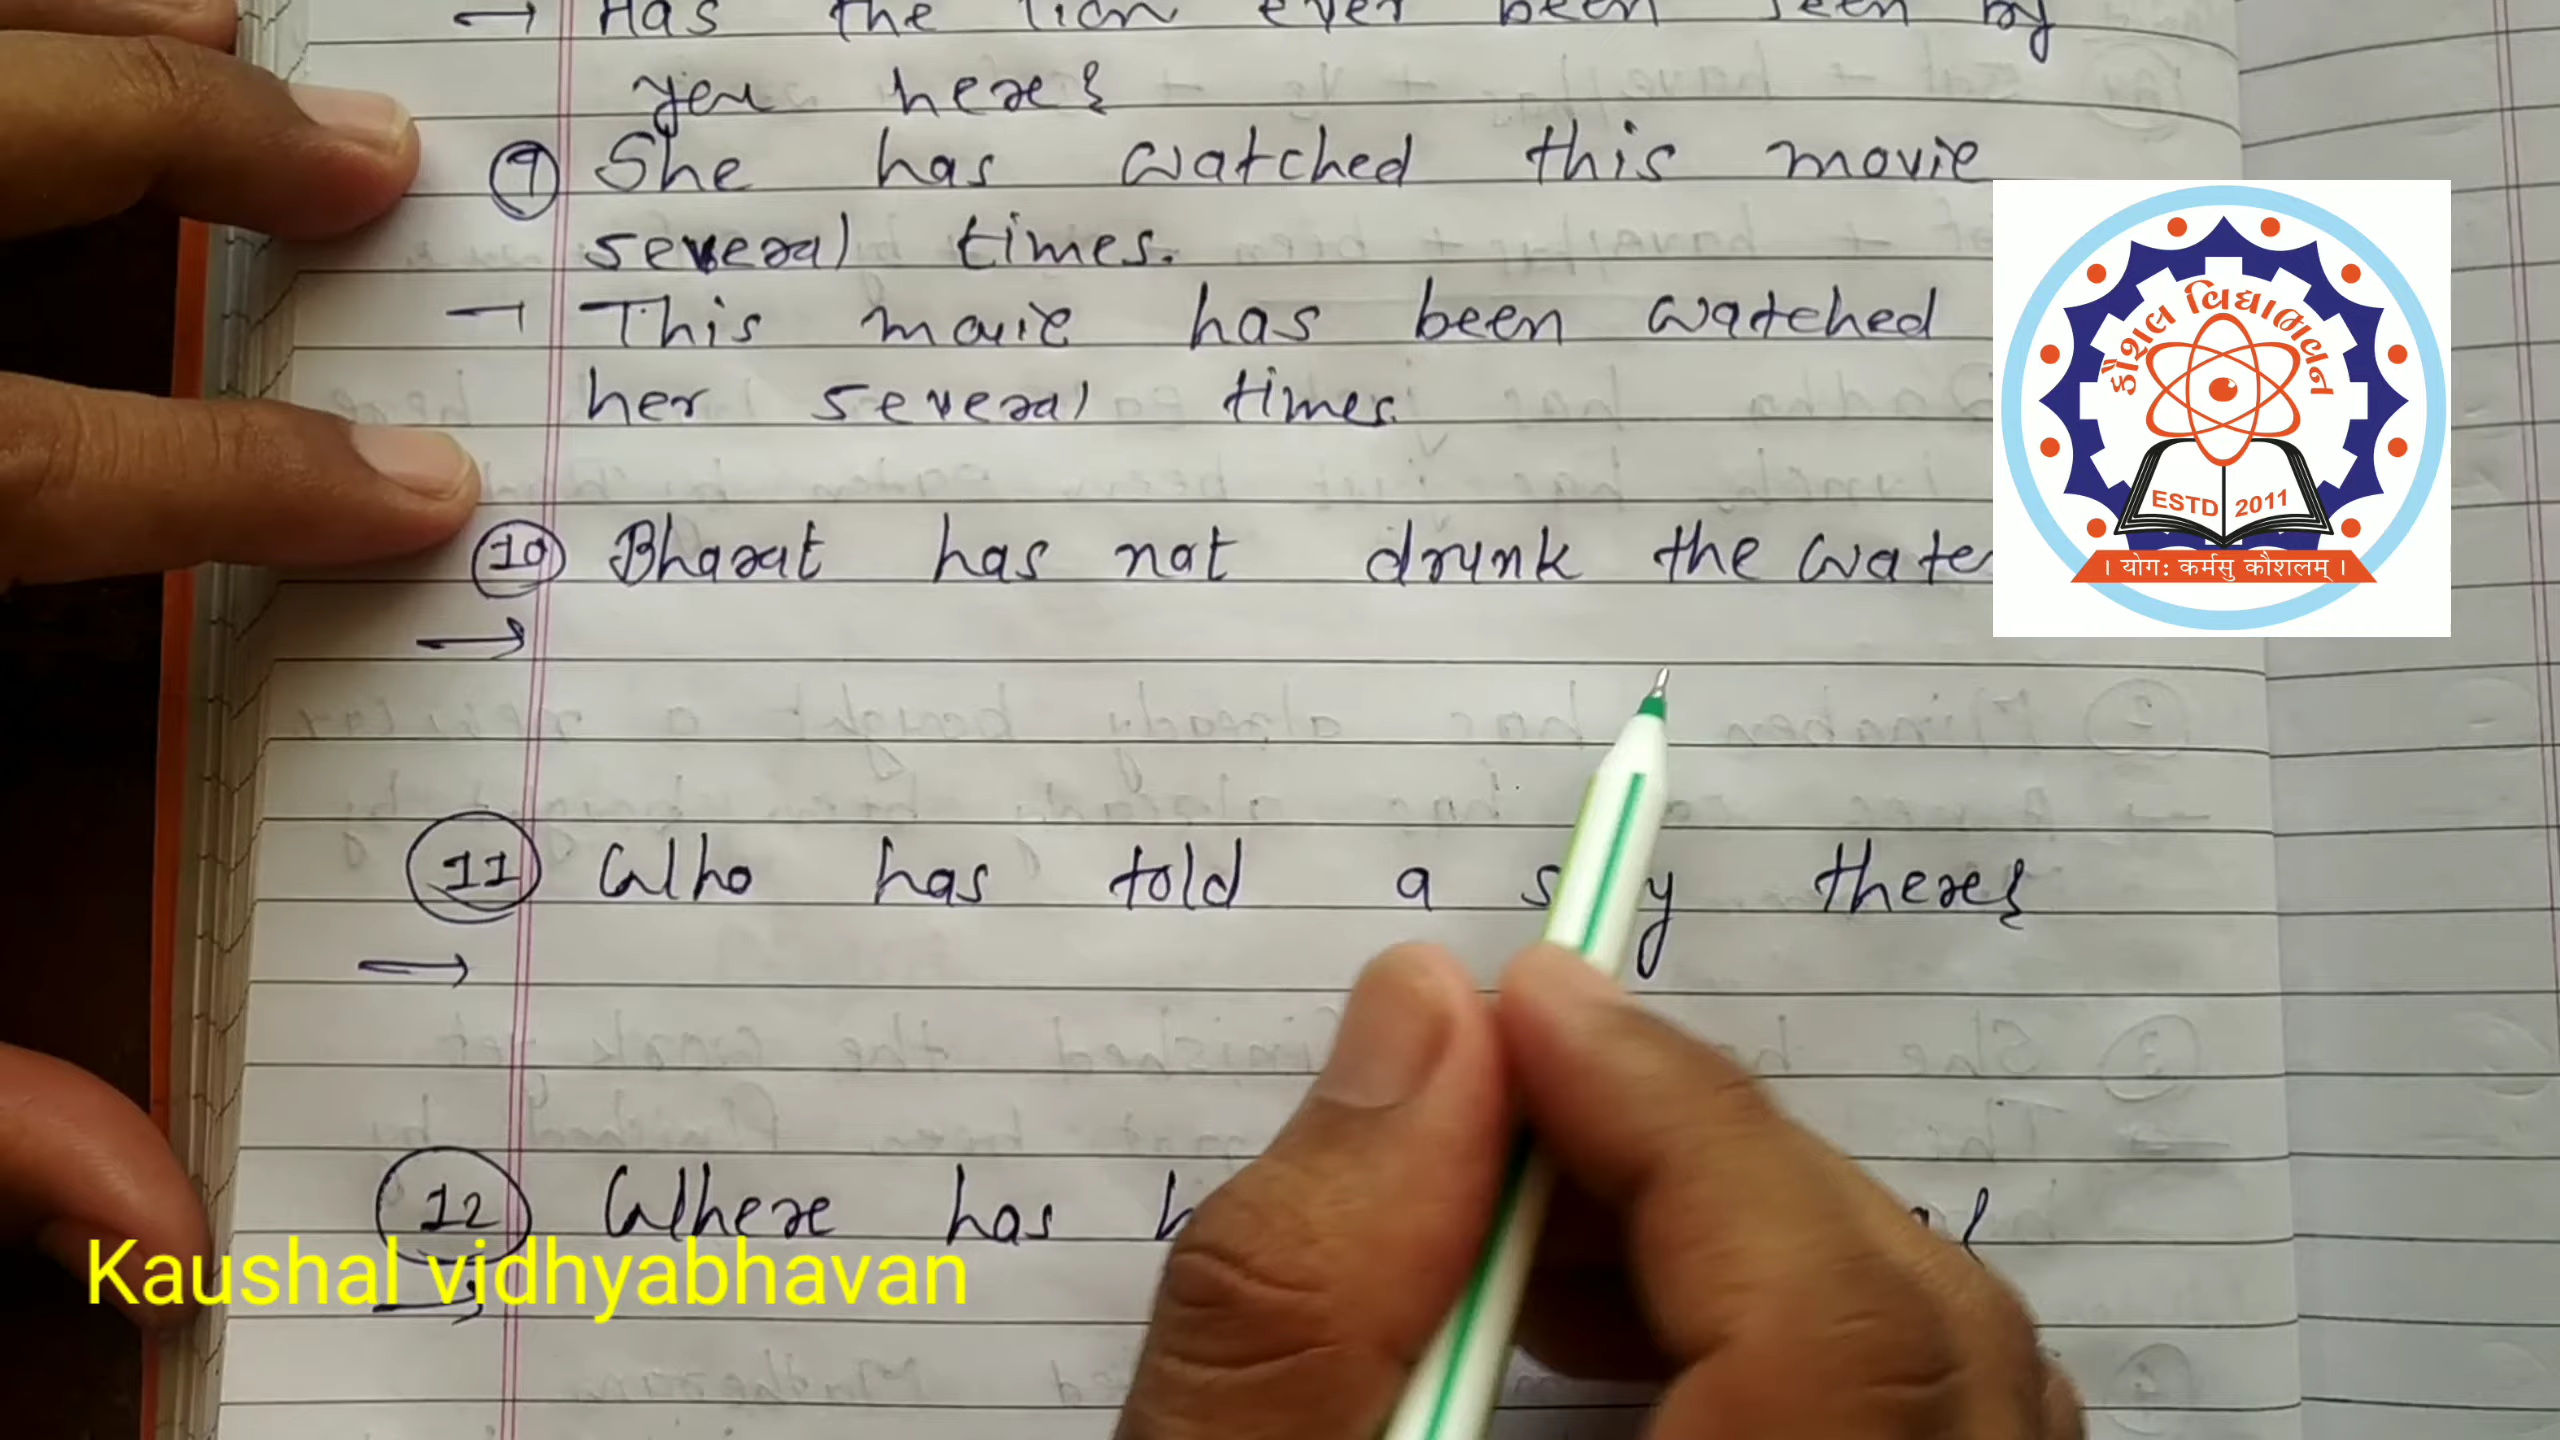 → Has the lion ever been seen by
you here?
⑨ She has watched this movie
several times.
→ This movie has been watched
her several times.
⑩ Bharat has not drunk the wate
→
⑪ Who has told a s y there?
→
⑫ Where has h
→
કૌશલ વિદ્યાભવન
ESTD 2011
। योगः कर्मसु कौशलम् ।
Kaushal vidhyabhavan